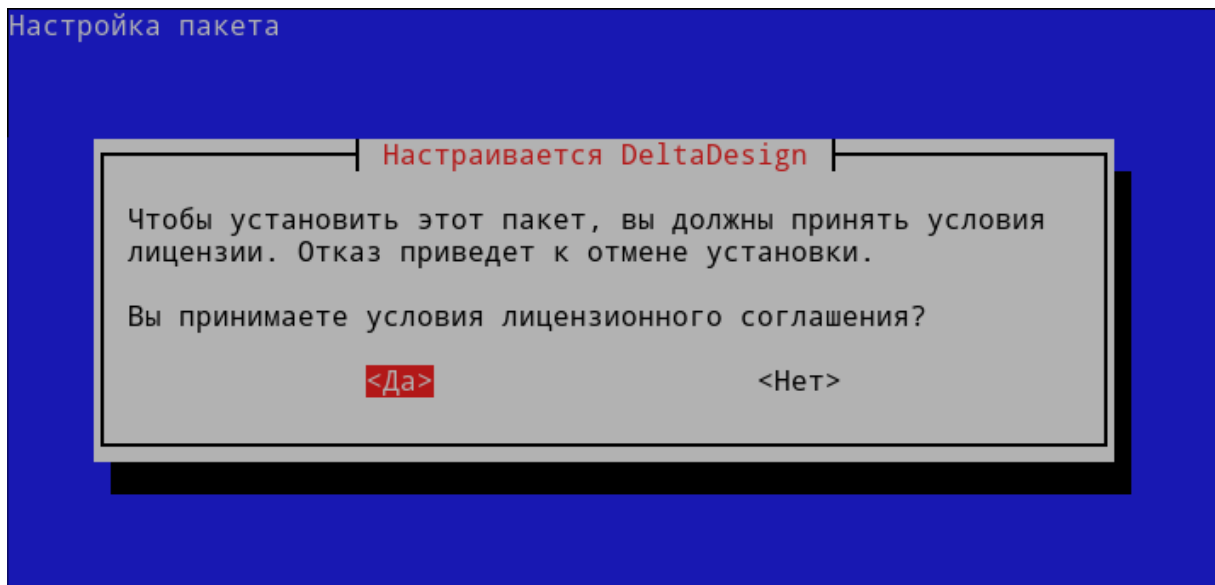 Настройка пакета
Настраивается DeltaDesign
Чтобы установить этот пакет, вы должны принять условия
лицензии. Отказ приведет к отмене установки.
Вы принимаете условия лицензионного соглашения?
<Да> <Нет>